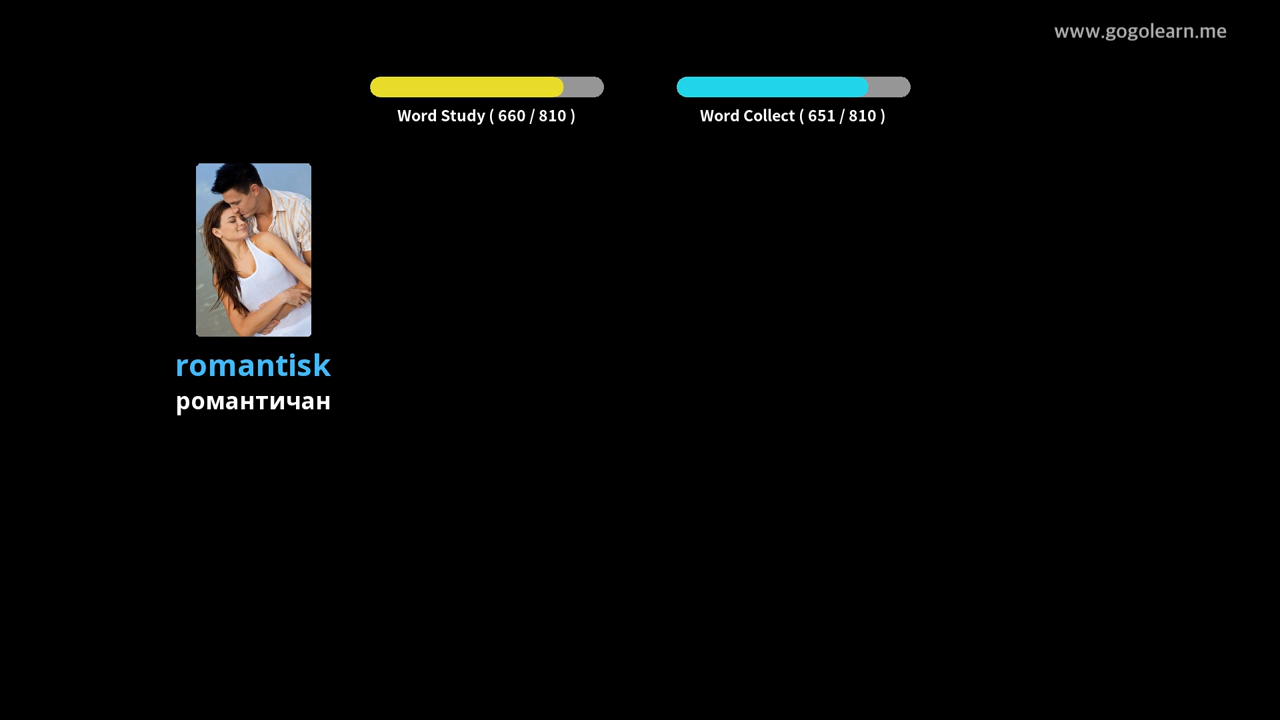 www.gogolearn.me
Word Study ( 660 / 810 )
Word Collect ( 651 / 810 )
romantisk
романтичан